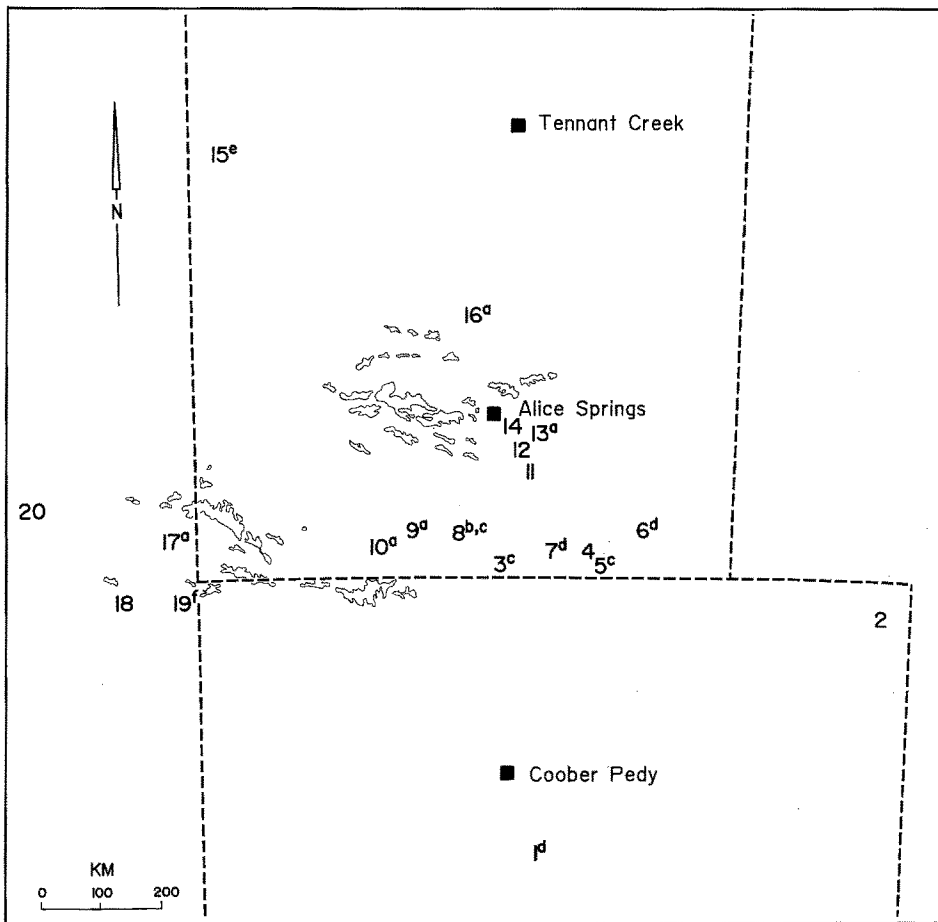 Tennant Creek
15ᵉ
N
16ᵃ
Alice Springs
14
13ᵃ
12
11
20
17ᵃ
10ᵃ
9ᵈ
8ᵇ,ᶜ
3ᶜ
7ᵈ
4
5ᶜ
6ᵈ
18
19ᶠ
2
Coober Pedy
1ᵈ
KM
0 100 200